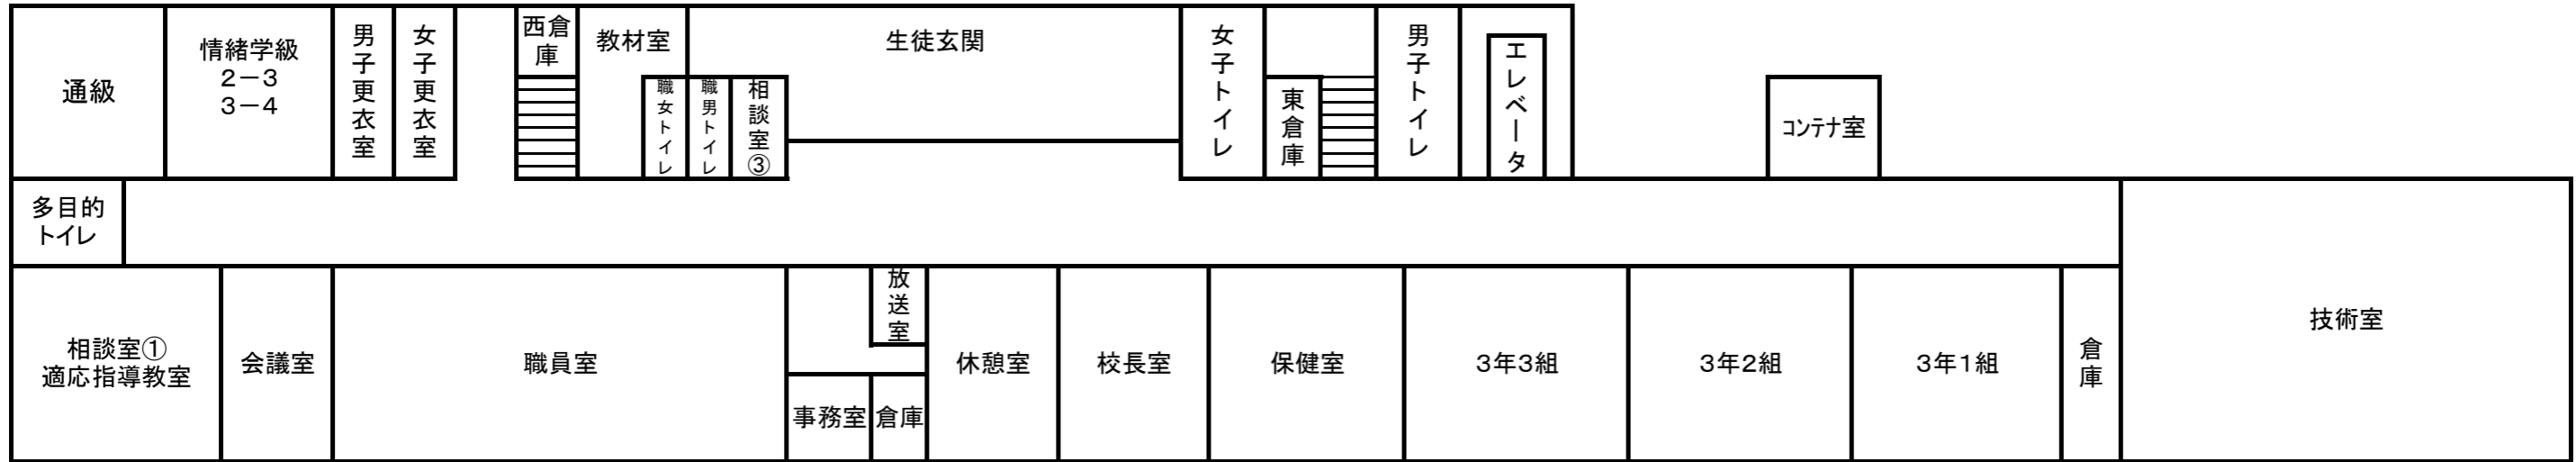 通級
情緒学級
２－３
３－４
男子更衣室
女子更衣室
西倉
庫
教材室
職女トイレ
職男トイレ
相談室③
生徒玄関
女子トイレ
東倉庫
男子トイレ
エレベータ
コンテナ室
多目的
トイレ
相談室①
適応指導教室
会議室
職員室
放送室
事務室
倉庫
休憩室
校長室
保健室
３年３組
３年２組
３年１組
倉庫
技術室